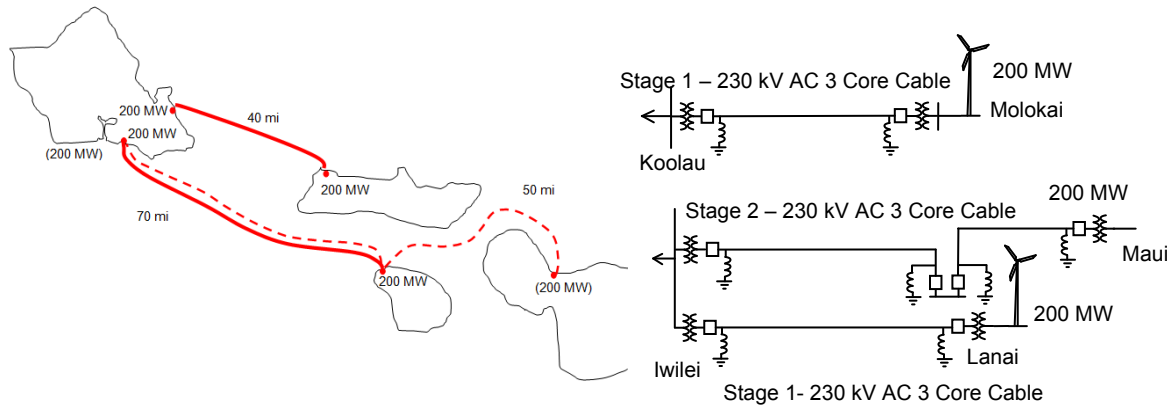 200 MW
200 MW
(200 MW)
40 mi
200 MW
70 mi
50 mi
200 MW
(200 MW)
Stage 1 – 230 kV AC 3 Core Cable
200 MW
Molokai
Koolau
200 MW
Stage 2 – 230 kV AC 3 Core Cable
Maui
200 MW
Iwilei
Lanai
Stage 1- 230 kV AC 3 Core Cable